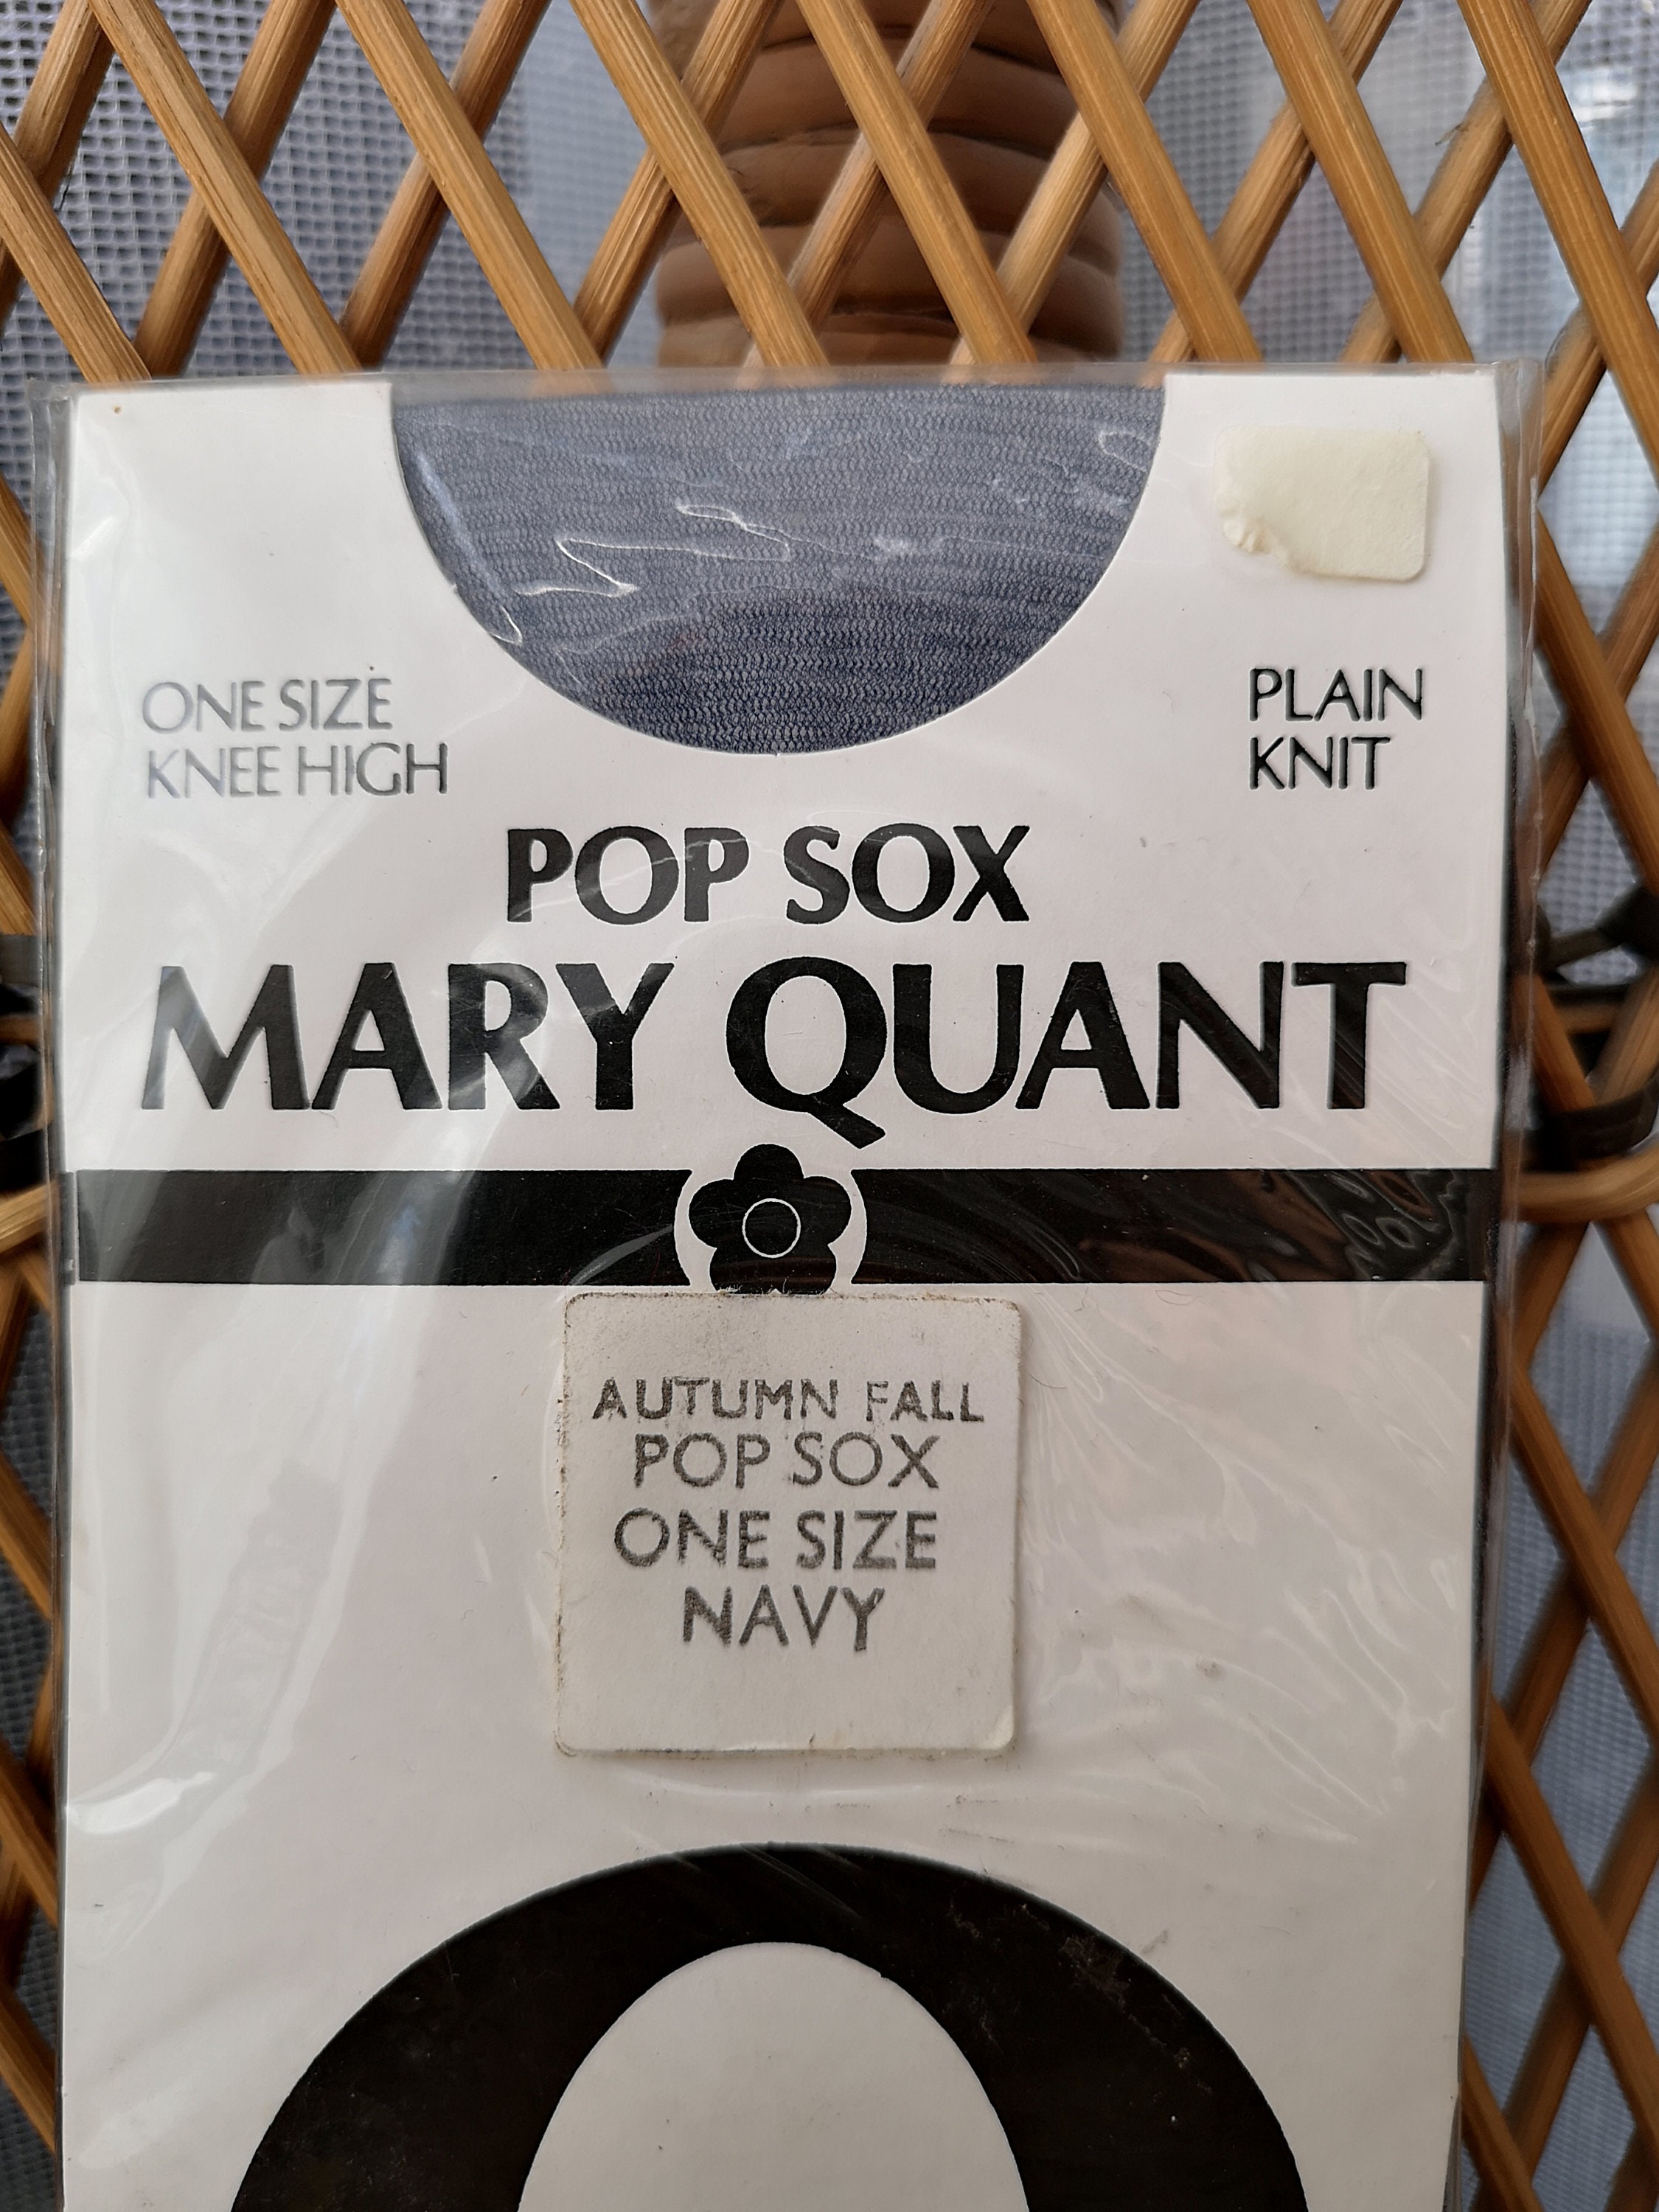 ONE SIZE
KNEE HIGH
PLAIN
KNIT
POP SOX
MARY QUANT
AUTUMN FALL
POP SOX
ONE SIZE
NAVY